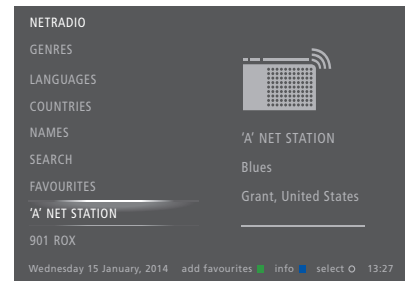 NETRADIO
GENRES
LANGUAGES
COUNTRIES
NAMES
SEARCH
FAVOURITES
‘A’ NET STATION
901 ROX
‘A’ NET STATION
Blues
Grant, United States
Wednesday 15 January, 2014 add favourites info select 13:27